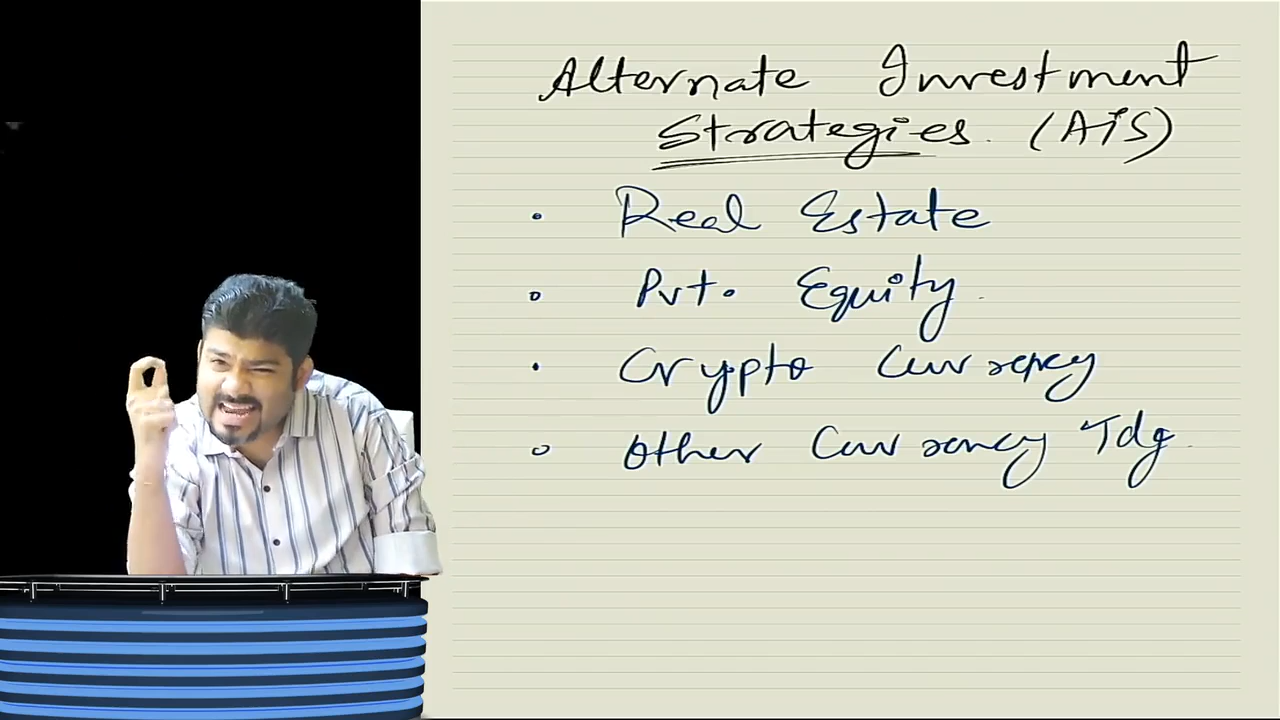 Alternate Investment
Strategies. (AiS)
• Real Estate
• Pvt. Equity
• Crypto Currency
• Other Currency Tdg.